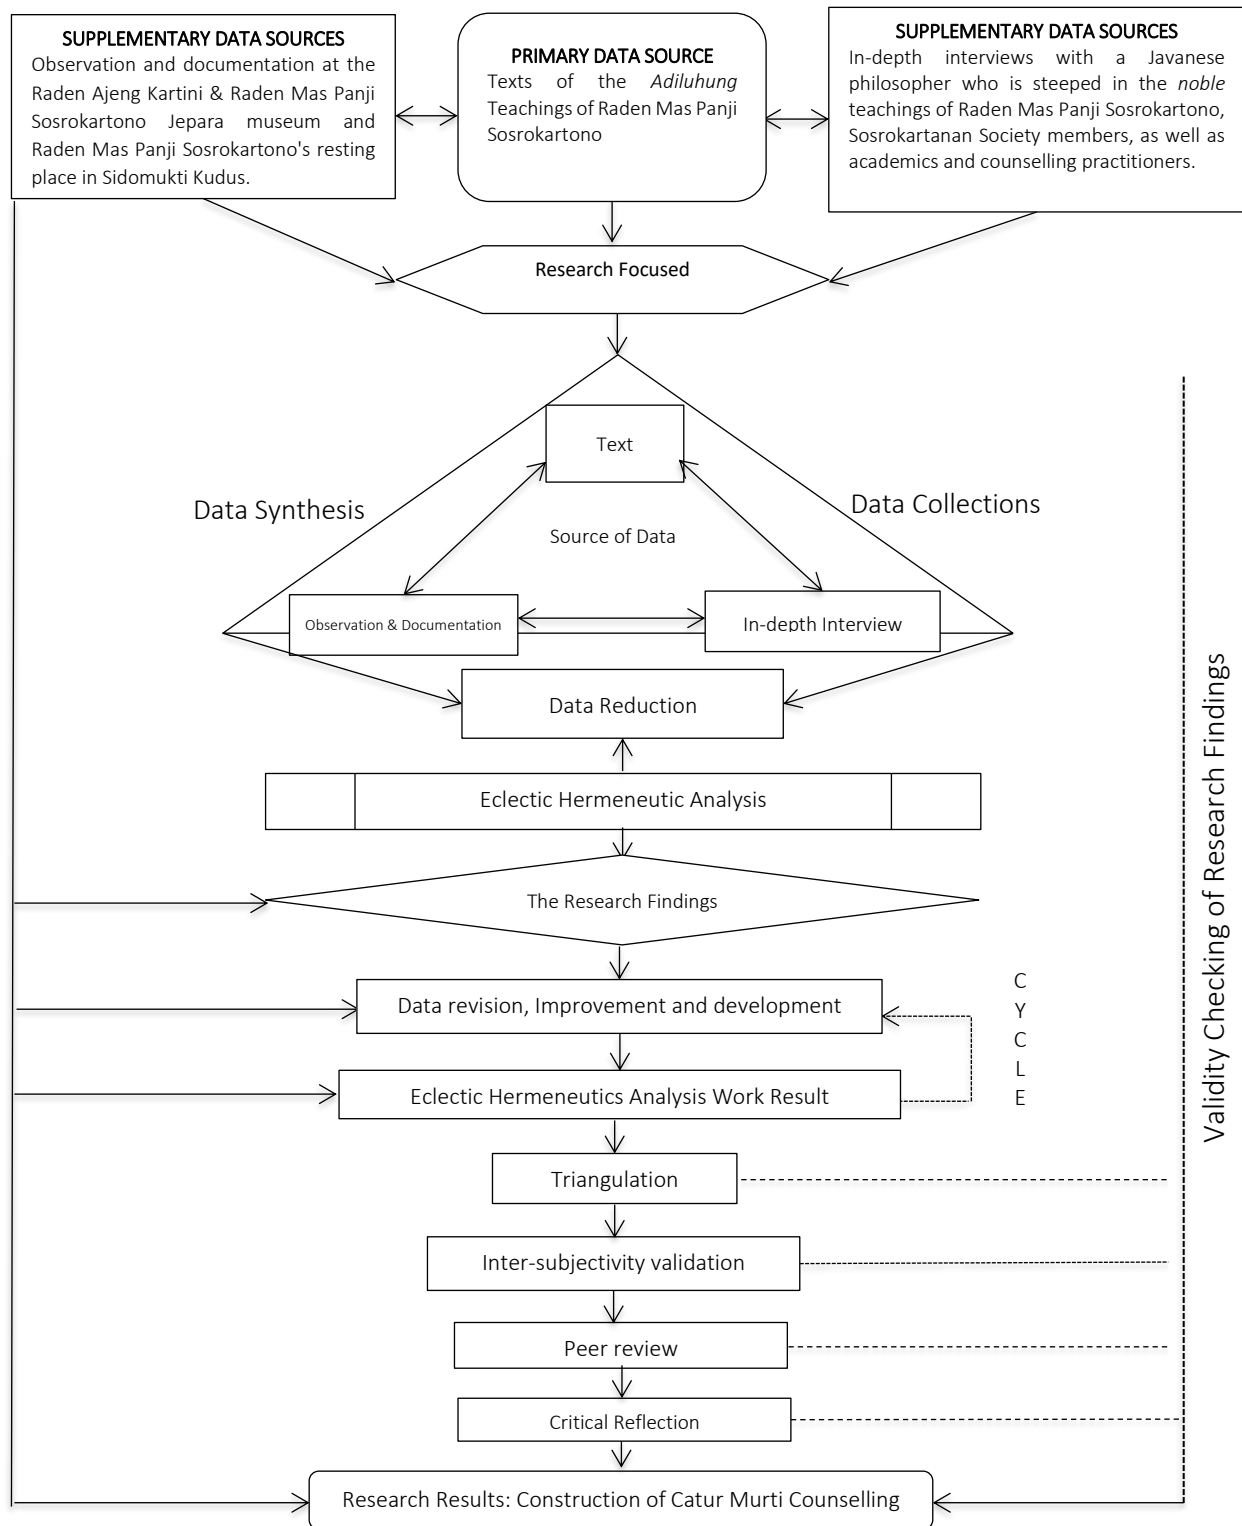 SUPPLEMENTARY DATA SOURCES
Observation and documentation at the
Raden Ajeng Kartini & Raden Mas Panji
Sosrokartono Jepara museum and
Raden Mas Panji Sosrokartono's resting
place in Sidomukti Kudus.
PRIMARY DATA SOURCE
Texts of the Adiluhung
Teachings of Raden Mas Panji
Sosrokartono
SUPPLEMENTARY DATA SOURCES
In-depth interviews with a Javanese
philosopher who is steeped in the noble
teachings of Raden Mas Panji Sosrokartono,
Sosrokartanan Society members, as well as
academics and counselling practitioners.
Research Focused
Text
Data Synthesis
Data Collections
Source of Data
Observation & Documentation
In-depth Interview
Data Reduction
Eclectic Hermeneutic Analysis
The Research Findings
Data revision, Improvement and development
Eclectic Hermeneutics Analysis Work Result
C
Y
C
L
E
Triangulation
Inter-subjectivity validation
Peer review
Critical Reflection
Research Results: Construction of Catur Murti Counselling
Validity Checking of Research Findings